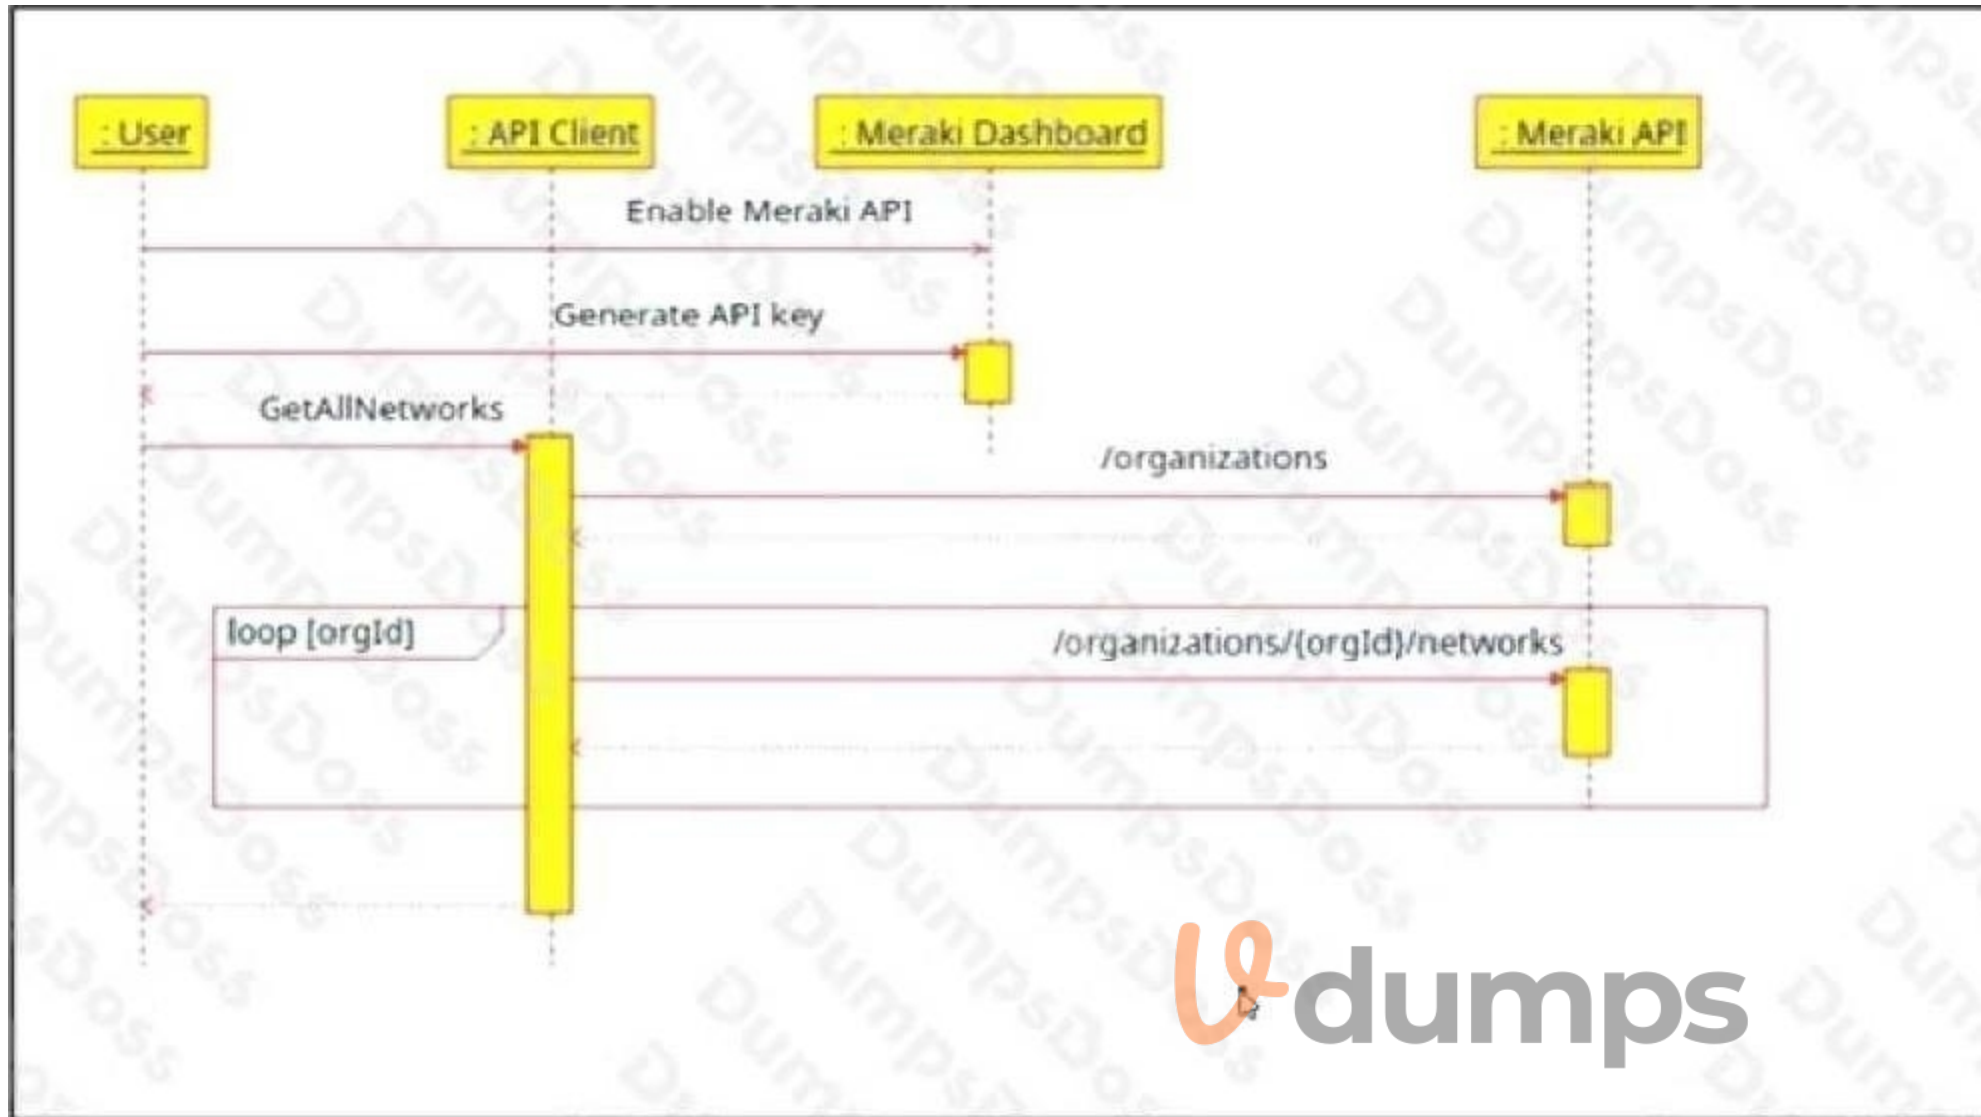 : User
: API Client
: Meraki Dashboard
: Meraki API
Enable Meraki API
Generate API key
GetAllNetworks
/organizations
loop [orgId]
/organizations/{orgId}/networks
dumps
DumpsDoss